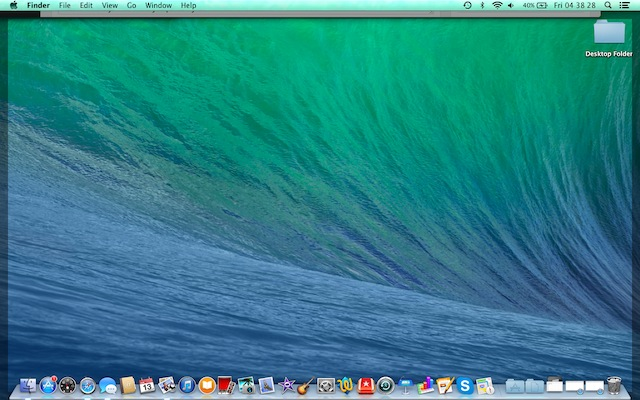 Finder File Edit View Go Window Help 40% Fri 04 38 28
Desktop Folder
13